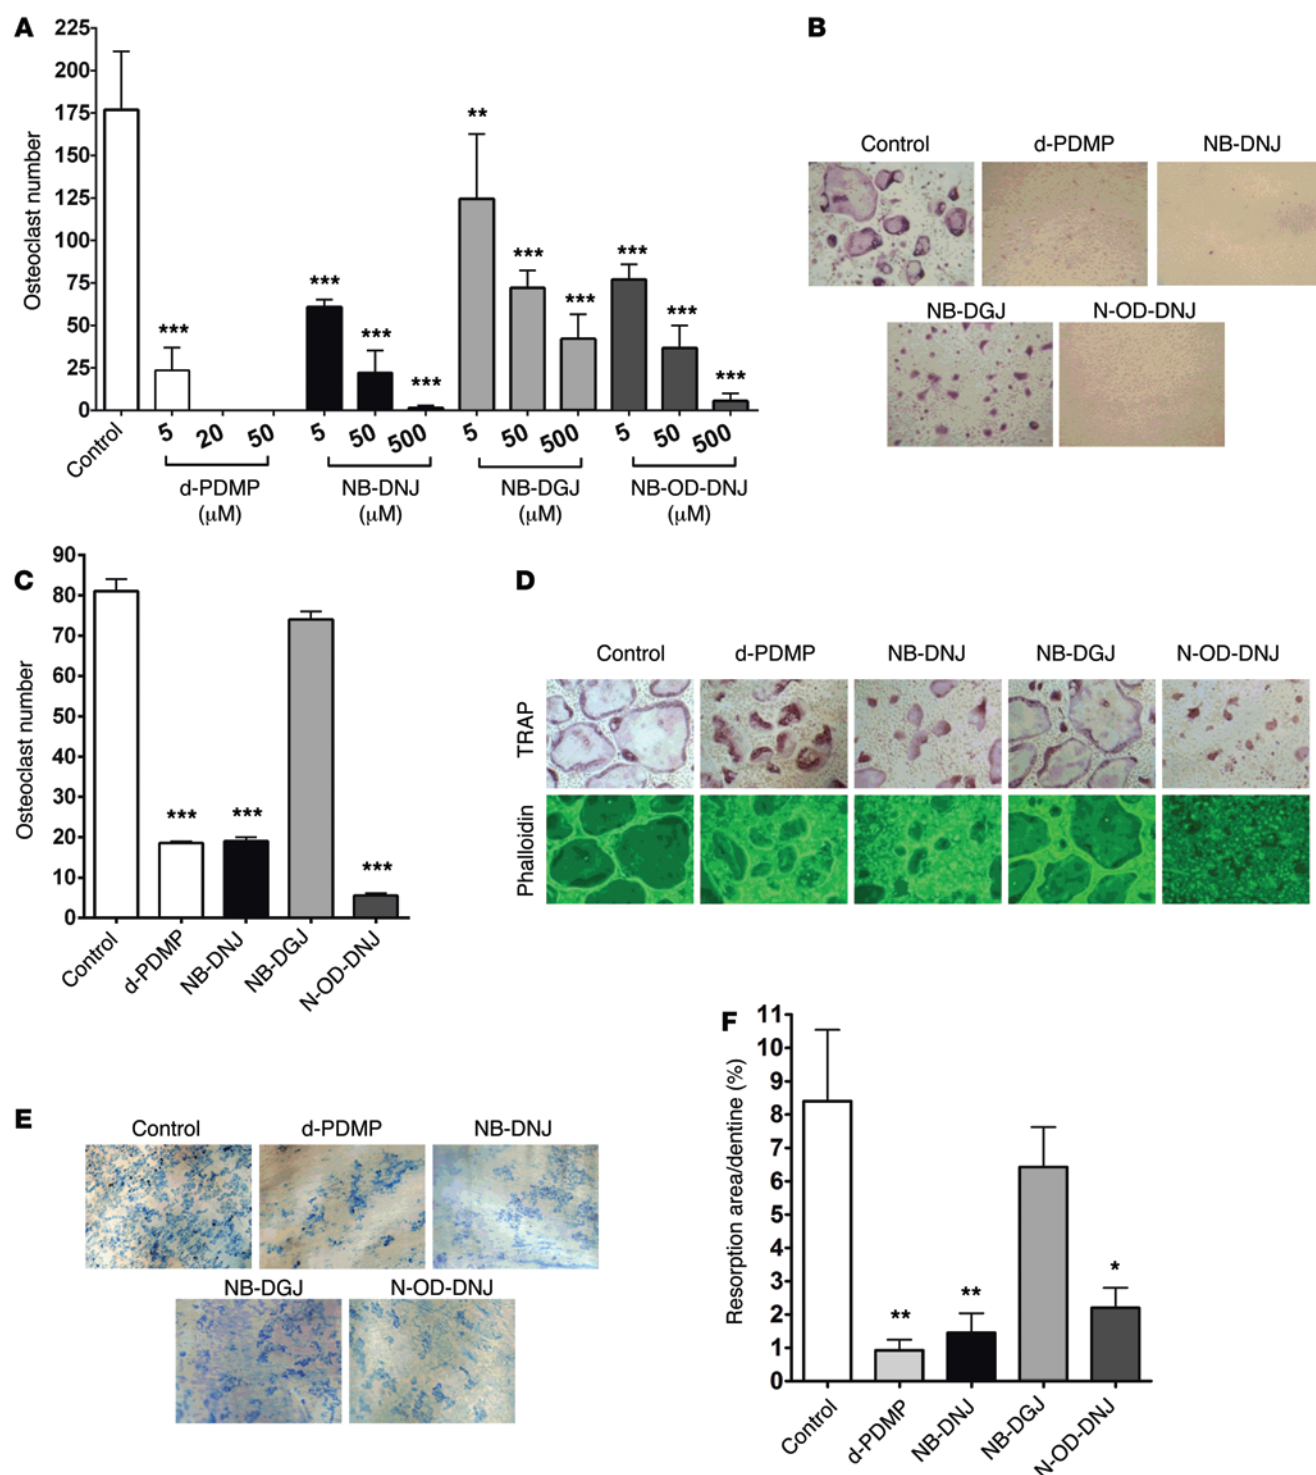 A
225
200
175
150
125
100
75
50
25
0
Osteoclast number
***
***
***
***
**
***
***
***
***
***
Control
5 20 50 5 50 500 5 50 500 5 50 500
d-PDMP NB-DNJ NB-DGJ NB-OD-DNJ
(μM) (μM) (μM) (μM)
B
Control d-PDMP NB-DNJ
NB-DGJ N-OD-DNJ
C
90
80
70
60
50
40
30
20
10
0
Osteoclast number
*** *** ***
Control d-PDMP NB-DNJ NB-DGJ N-OD-DNJ
D
Control d-PDMP NB-DNJ NB-DGJ N-OD-DNJ
TRAP
Phalloidin
E
Control d-PDMP NB-DNJ
NB-DGJ N-OD-DNJ
F
11
10
9
8
7
6
5
4
3
2
1
0
Resorption area/dentine (%)
** ** *
Control d-PDMP NB-DNJ NB-DGJ N-OD-DNJ